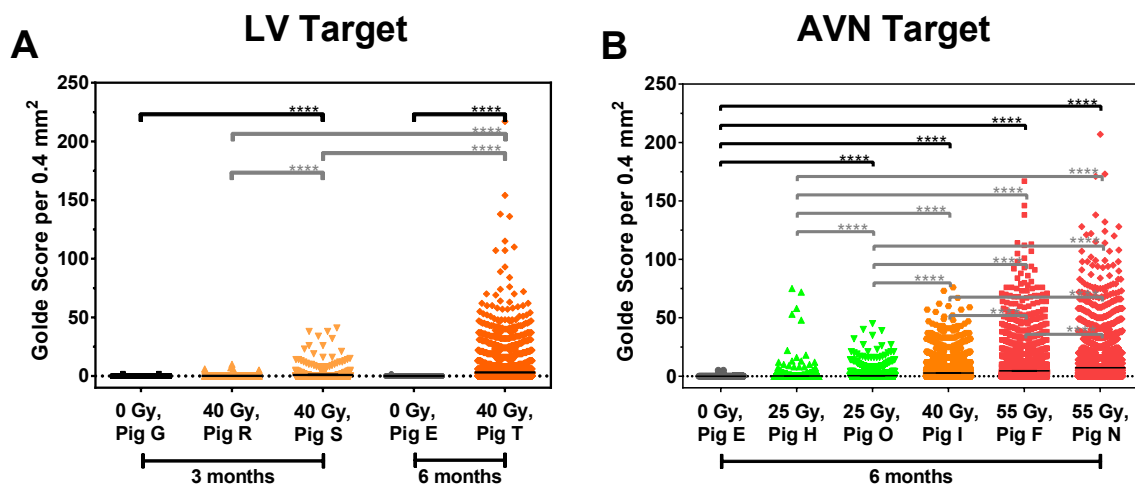 LV Target
AVN Target
A
B
Golde Score per 0.4 mm²
250
200
150
100
50
0
****
****
****
****
****
0 Gy, Pig G
40 Gy, Pig R
40 Gy, Pig S
0 Gy, Pig E
40 Gy, Pig T
3 months
6 months
Golde Score per 0.4 mm²
250
200
150
100
50
0
****
****
****
****
****
****
****
****
****
****
****
****
****
****
0 Gy, Pig E
25 Gy, Pig H
25 Gy, Pig O
40 Gy, Pig I
55 Gy, Pig F
55 Gy, Pig N
6 months